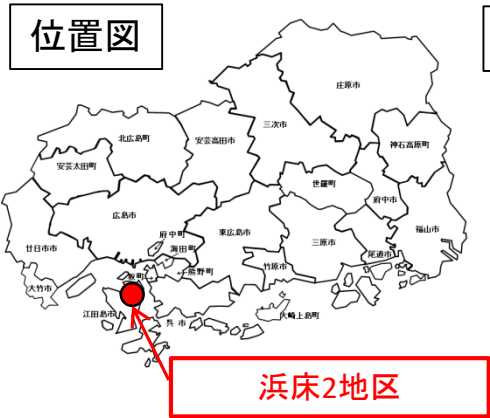 位置図
庄原市
三次市
北広島町
安芸高田市
神石高原町
安芸太田町
世羅町
府中市
広島市
府中町
海田町
東広島市
三原市
福山市
尾道市
廿日市市
熊野町
竹原市
坂町
大竹市
江田島市
呉市
大崎上島町
浜床2地区